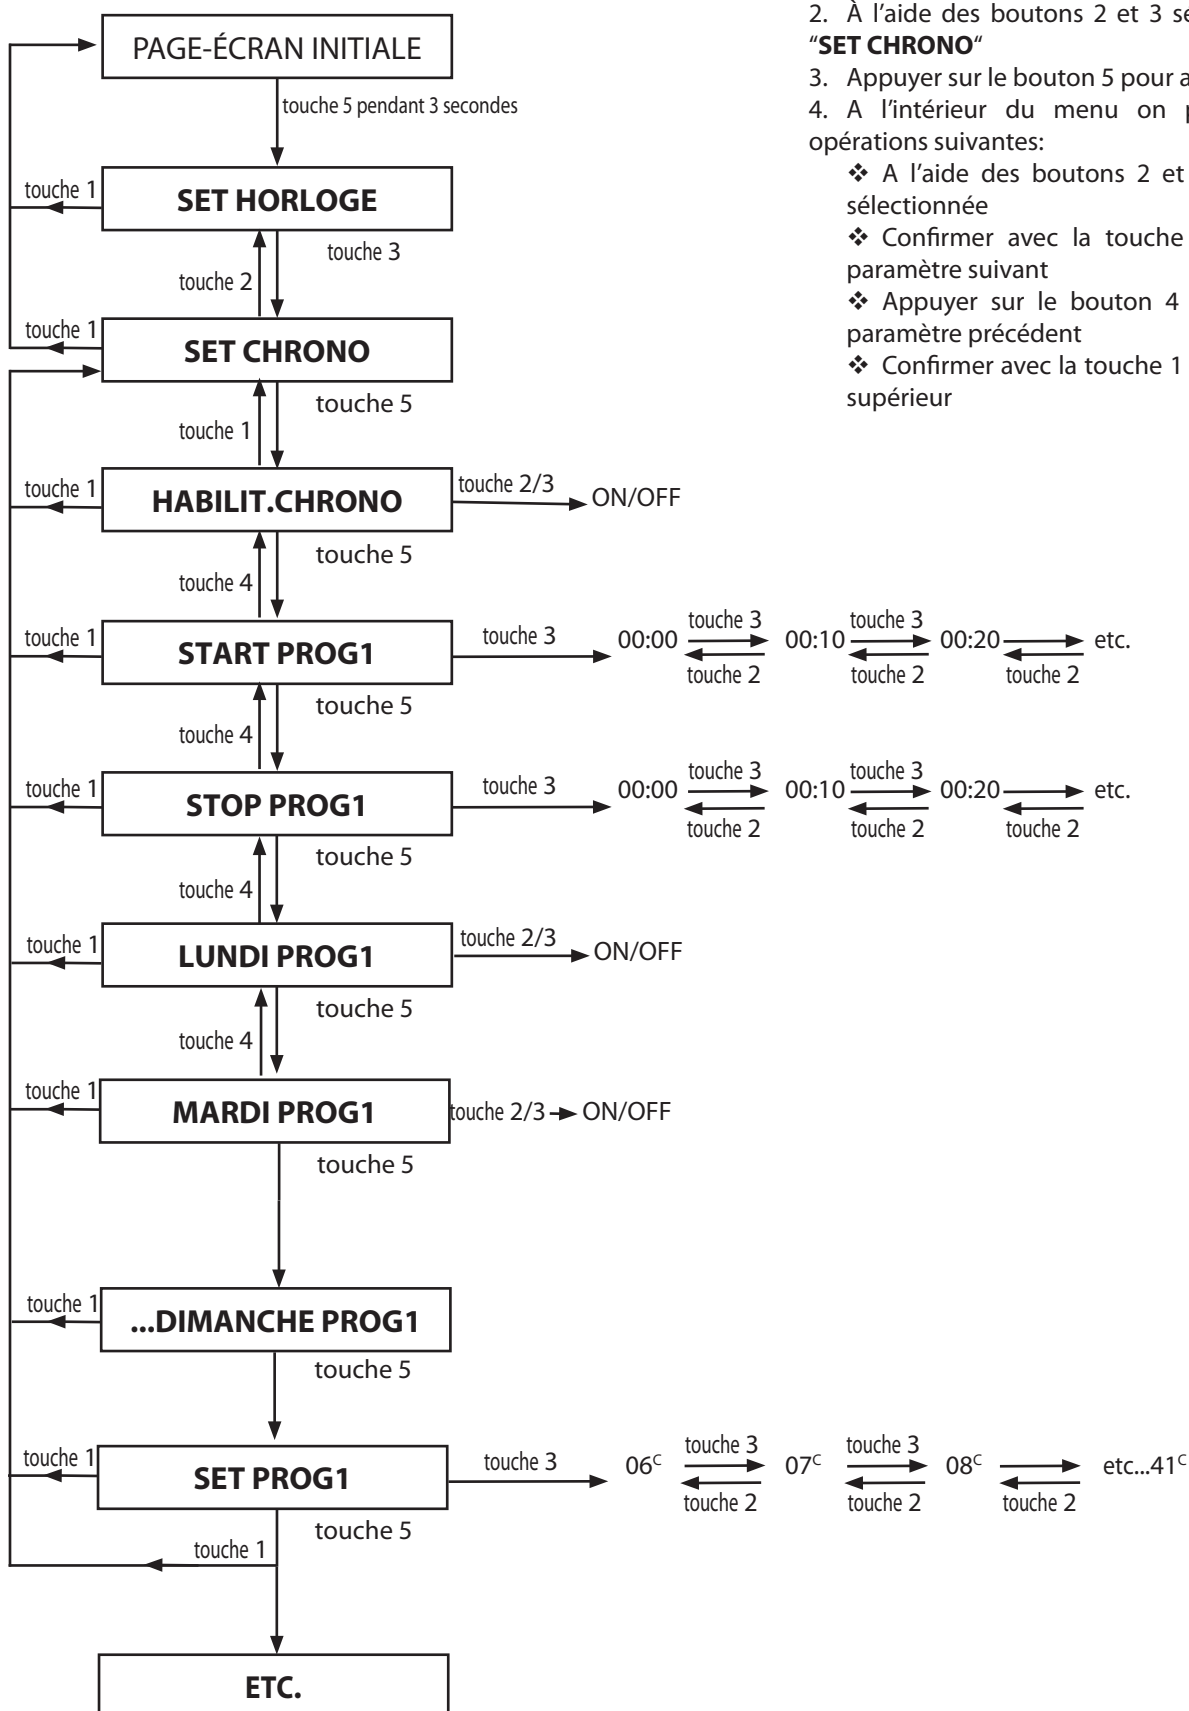 PAGE-ÉCRAN INITIALE
touche 5 pendant 3 secondes
touche 1
SET HORLOGE
touche 3
touche 2
touche 1
SET CHRONO
touche 5
touche 1
touche 1
HABILIT.CHRONO
touche 2/3
ON/OFF
touche 5
touche 4
touche 1
START PROG1
touche 3
00:00
touche 3
touche 2
00:10
touche 3
touche 2
00:20
touche 2
etc.
touche 5
touche 4
touche 1
STOP PROG1
touche 3
00:00
touche 3
touche 2
00:10
touche 3
touche 2
00:20
touche 2
etc.
touche 5
touche 4
touche 1
LUNDI PROG1
touche 2/3
ON/OFF
touche 5
touche 4
touche 1
MARDI PROG1
touche 2/3
ON/OFF
touche 5
touche 1
...DIMANCHE PROG1
touche 5
touche 1
SET PROG1
touche 3
06ᶜ
touche 3
touche 2
07ᶜ
touche 3
touche 2
08ᶜ
touche 2
etc...41ᶜ
touche 5
touche 1
ETC.
2. À l’aide des boutons 2 et 3
“SET CHRONO“
3. Appuyer sur le bouton 5 pour
4. A l’intérieur du menu on
opérations suivantes:
❖ A l’aide des boutons 2 et
sélectionnée
❖ Confirmer avec la touche
paramètre suivant
❖ Appuyer sur le bouton 4
paramètre précédent
❖ Confirmer avec la touche 1
supérieur